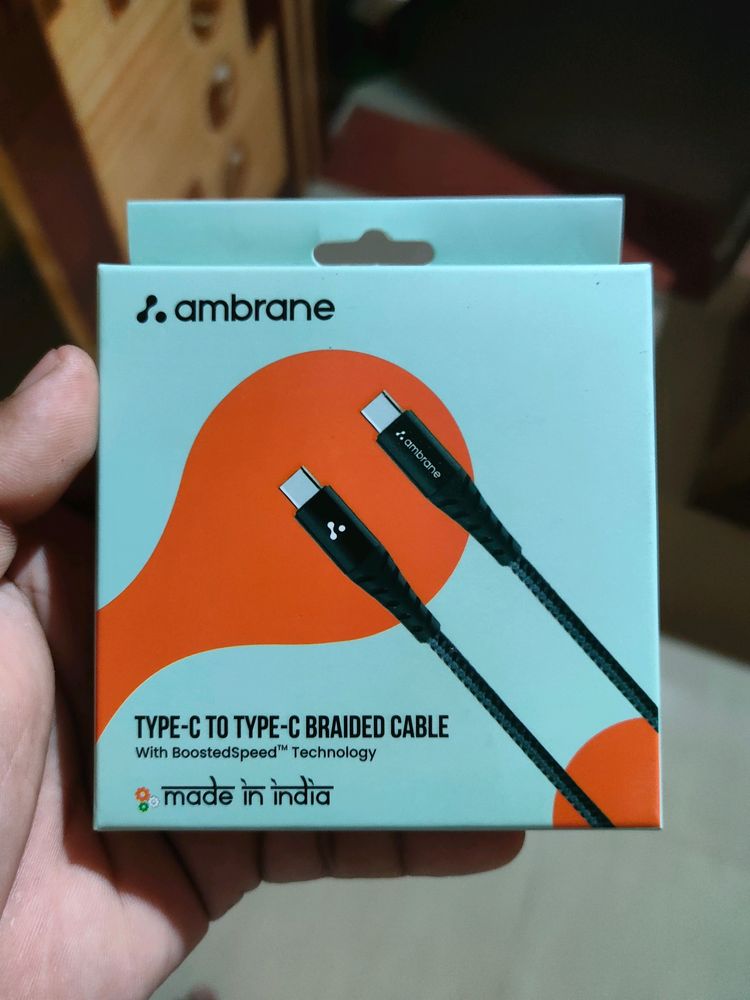 ambrane
ambrane
TYPE-C TO TYPE-C BRAIDED CABLE
With BoostedSpeed™ Technology
made in india